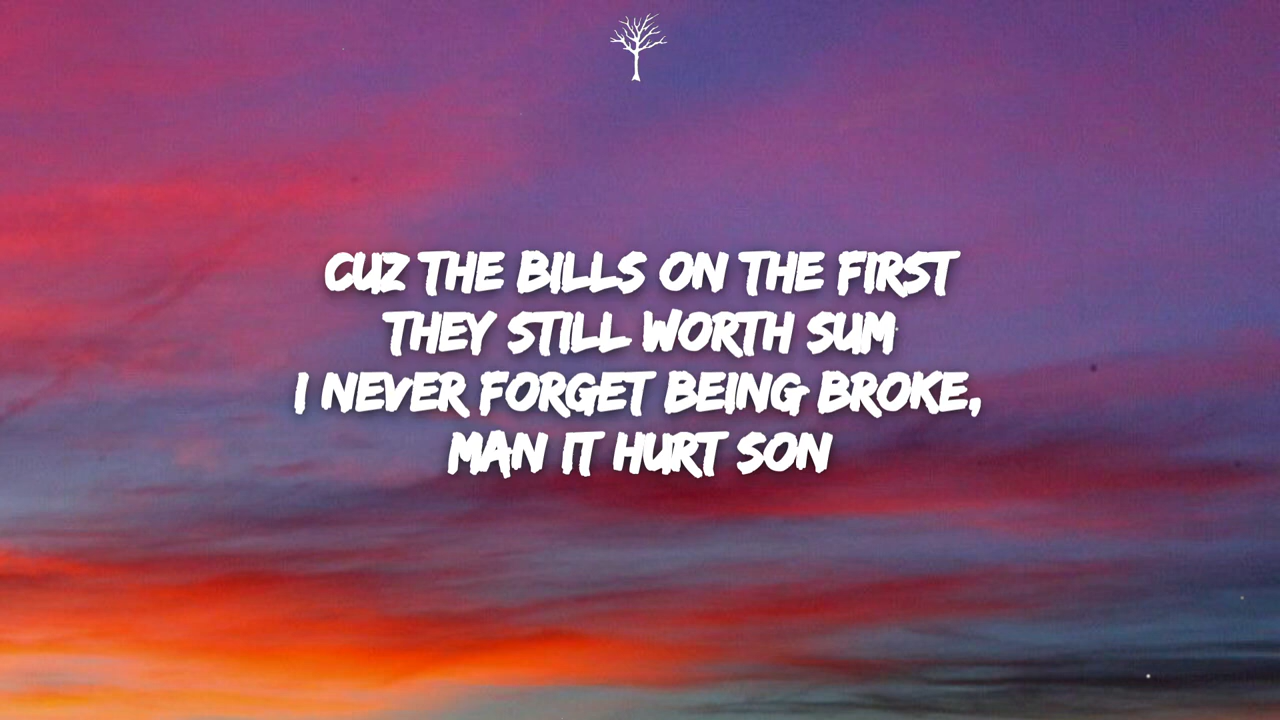 CUZ THE BILLS ON THE FIRST
THEY STILL WORTH SUM
I NEVER FORGET BEING BROKE,
MAN IT HURT SON